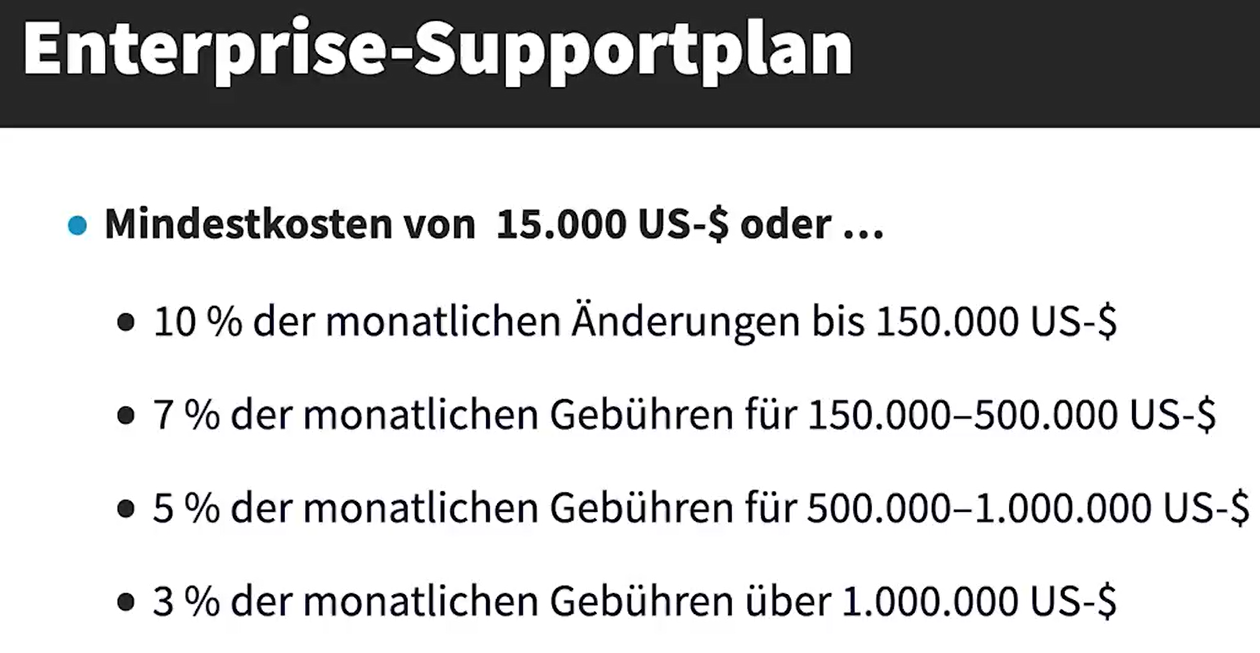 Enterprise-Supportplan
Mindestkosten von 15.000 US-$ oder ...
10 % der monatlichen Änderungen bis 150.000 US-$
7 % der monatlichen Gebühren für 150.000–500.000 US-$
5 % der monatlichen Gebühren für 500.000–1.000.000 US-$
3 % der monatlichen Gebühren über 1.000.000 US-$